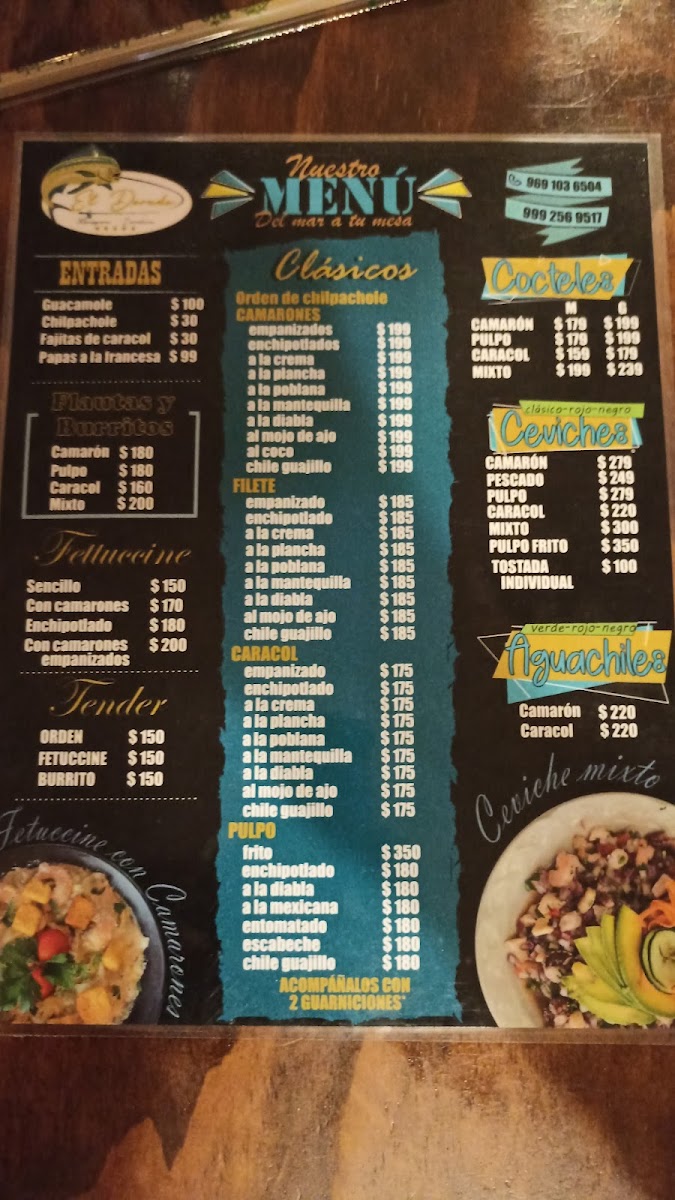 El Dorado
Nuestro
MENÚ
Del mar a tu mesa
969 103 6504
999 256 9517
ENTRADAS
Guacamole $ 100
Chilpachole $ 30
Fajitas de caracol $ 30
Papas a la francesa $ 99
Flautas y
Burritos
Camarón $ 180
Pulpo $ 180
Caracol $ 160
Mixto $ 200
Fettuccine
Sencillo $ 150
Con camarones $ 170
Enchipotlado $ 180
Con camarones $ 200
empanizados
Tender
ORDEN $ 150
FETUCCINE $ 150
BURRITO $ 150
Fetuccine con Camarones
Clásicos
Orden de chilpachole
CAMARONES
empanizados $ 199
enchipotlados $ 199
a la crema $ 199
a la plancha $ 199
a la poblana $ 199
a la mantequilla $ 199
a la diabla $ 199
al mojo de ajo $ 199
al coco $ 199
chile guajillo $ 199
FILETE
empanizado $ 185
enchipotlado $ 185
a la crema $ 185
a la plancha $ 185
a la poblana $ 185
a la mantequilla $ 185
a la diabla $ 185
al mojo de ajo $ 185
chile guajillo $ 185
CARACOL
empanizado $ 175
enchipotlado $ 175
a la crema $ 175
a la plancha $ 175
a la poblana $ 175
a la mantequilla $ 175
a la diabla $ 175
al mojo de ajo $ 175
chile guajillo $ 175
PULPO
frito $ 350
enchipotlado $ 180
a la diabla $ 180
a la mexicana $ 180
entomatado $ 180
escabeche $ 180
chile guajillo $ 180
*ACOMPÁÑALOS CON
2 GUARNICIONES*
Cocteles
M G
CAMARÓN $ 179 $ 199
PULPO $ 179 $ 199
CARACOL $ 159 $ 179
MIXTO $ 199 $ 239
clásico-rojo-negro
Ceviches
CAMARÓN $ 279
PESCADO $ 249
PULPO $ 279
CARACOL $ 220
MIXTO $ 300
PULPO FRITO $ 350
TOSTADA $ 100
INDIVIDUAL
verde-rojo-negro
Aguachiles
Camarón $ 220
Caracol $ 220
Ceviche mixto